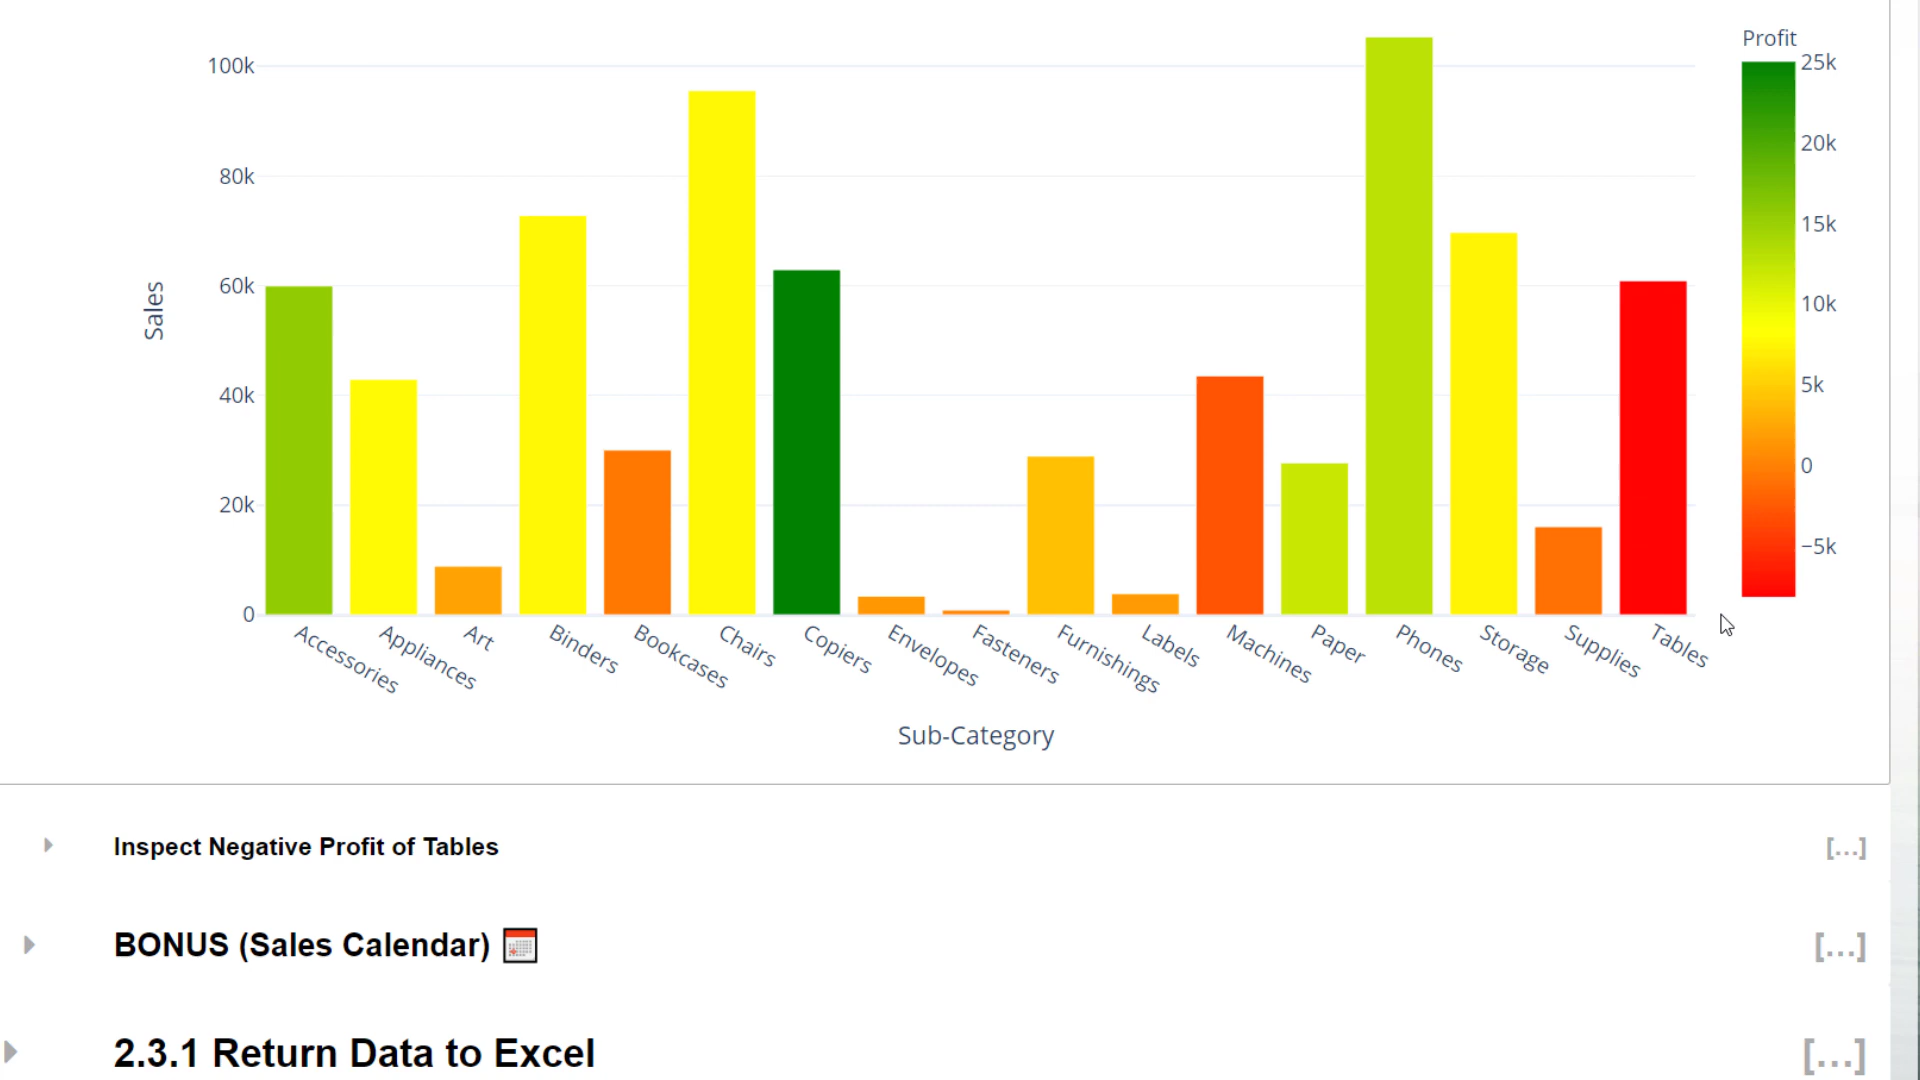 Profit
25k
20k
15k
10k
5k
0
−5k
Sales
100k
80k
60k
40k
20k
0
Accessories
Appliances
Art
Binders
Bookcases
Chairs
Copiers
Envelopes
Fasteners
Furnishings
Labels
Machines
Paper
Phones
Storage
Supplies
Tables
Sub-Category
Inspect Negative Profit of Tables [...]
BONUS (Sales Calendar) [...]
2.3.1 Return Data to Excel [...]